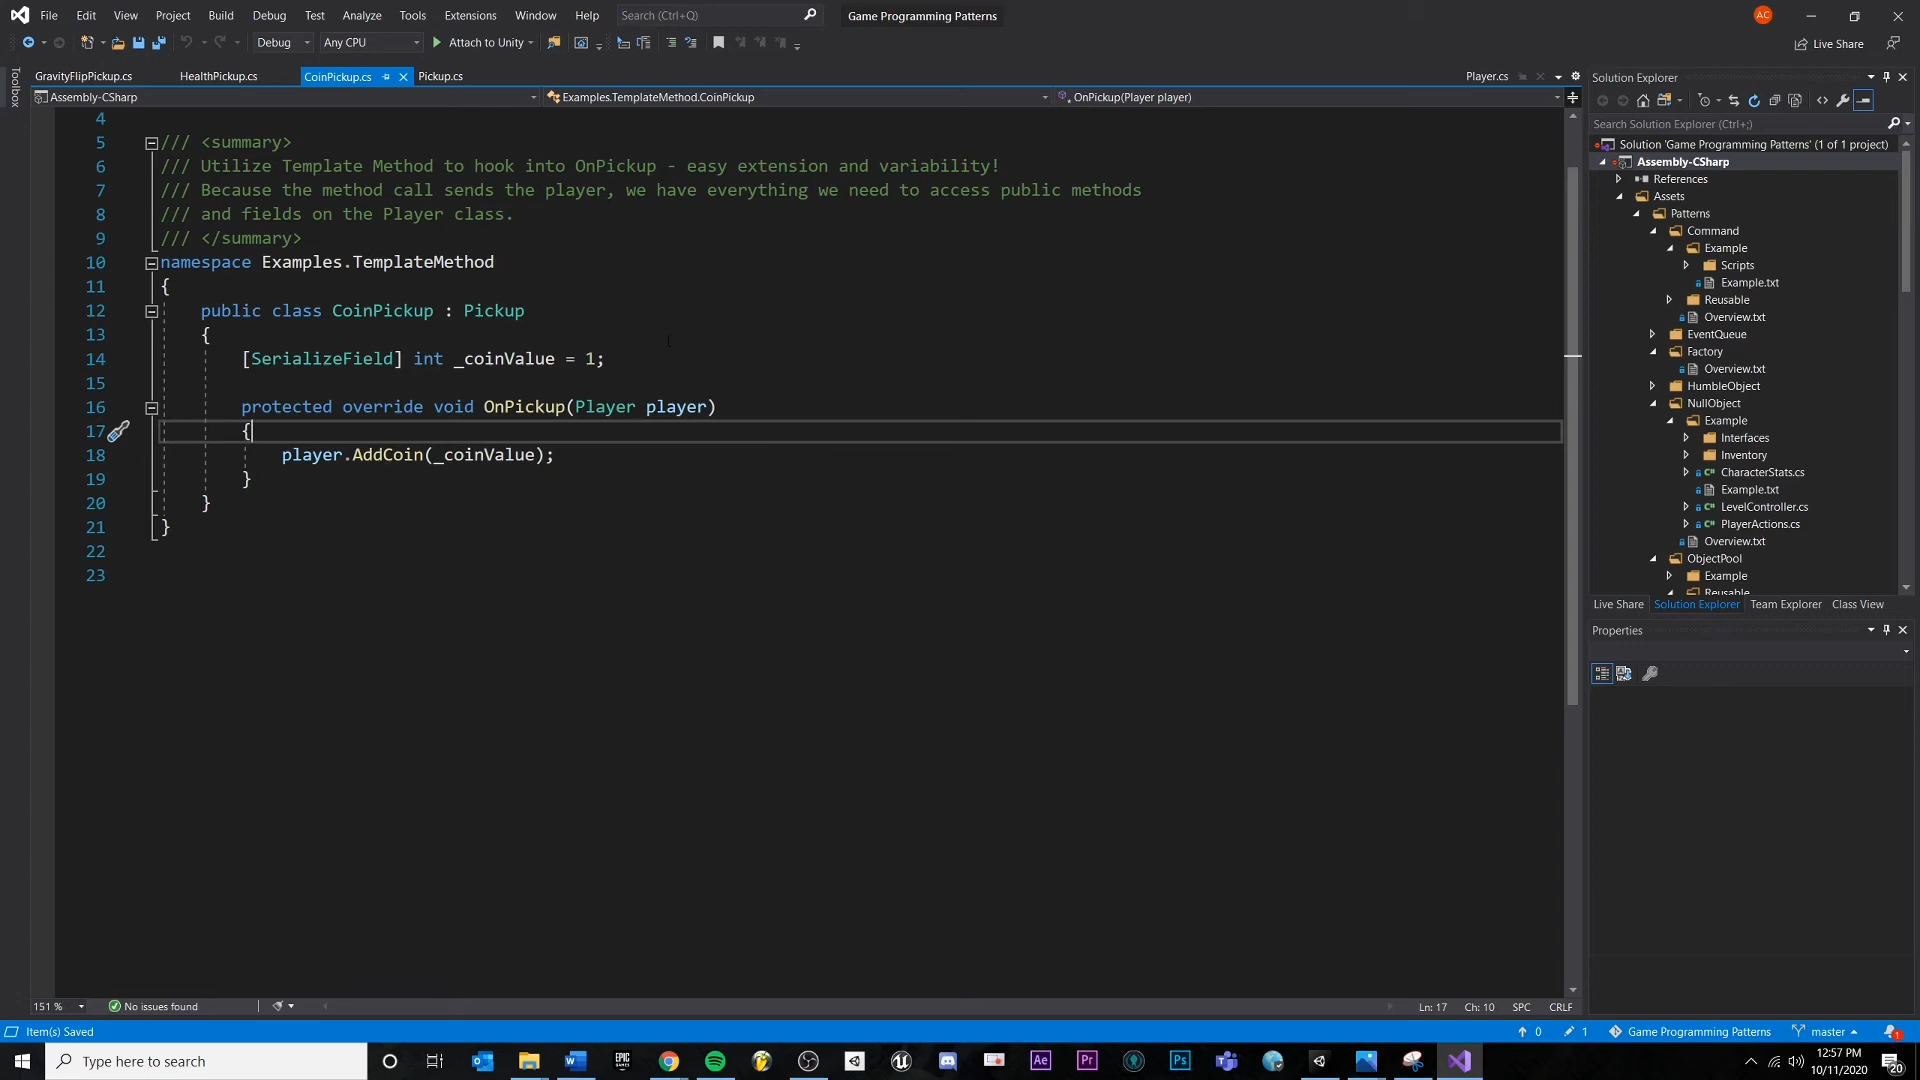 File Edit View Project Build Debug Test Analyze Tools Extensions Window Help Search (Ctrl+Q) Game Programming Patterns AC
Debug Any CPU Attach to Unity Live Share
Toolbox
GravityFlipPickup.cs HealthPickup.cs CoinPickup.cs Pickup.cs Player.cs
Assembly-CSharp Examples.TemplateMethod.CoinPickup OnPickup(Player player)
4
5 /// <summary>
6 /// Utilize Template Method to hook into OnPickup - easy extension and variability!
7 /// Because the method call sends the player, we have everything we need to access public methods
8 /// and fields on the Player class.
9 /// </summary>
10 namespace Examples.TemplateMethod
11 {
12 public class CoinPickup : Pickup
13 {
14 [SerializeField] int _coinValue = 1;
15
16 protected override void OnPickup(Player player)
17 {
18 player.AddCoin(_coinValue);
19 }
20 }
21 }
22
23
151 % No issues found Ln: 17 Ch: 10 SPC CRLF
Solution Explorer
Search Solution Explorer (Ctrl+;)
Solution 'Game Programming Patterns' (1 of 1 project)
Assembly-CSharp
References
Assets
Patterns
Command
Example
Scripts
Example.txt
Reusable
Overview.txt
EventQueue
Factory
Overview.txt
HumbleObject
NullObject
Example
Interfaces
Inventory
CharacterStats.cs
Example.txt
LevelController.cs
PlayerActions.cs
Overview.txt
ObjectPool
Example
Reusable
Live Share Solution Explorer Team Explorer Class View
Properties
Item(s) Saved 0 1 Game Programming Patterns master 1
Type here to search 12:57 PM
10/11/2020 20